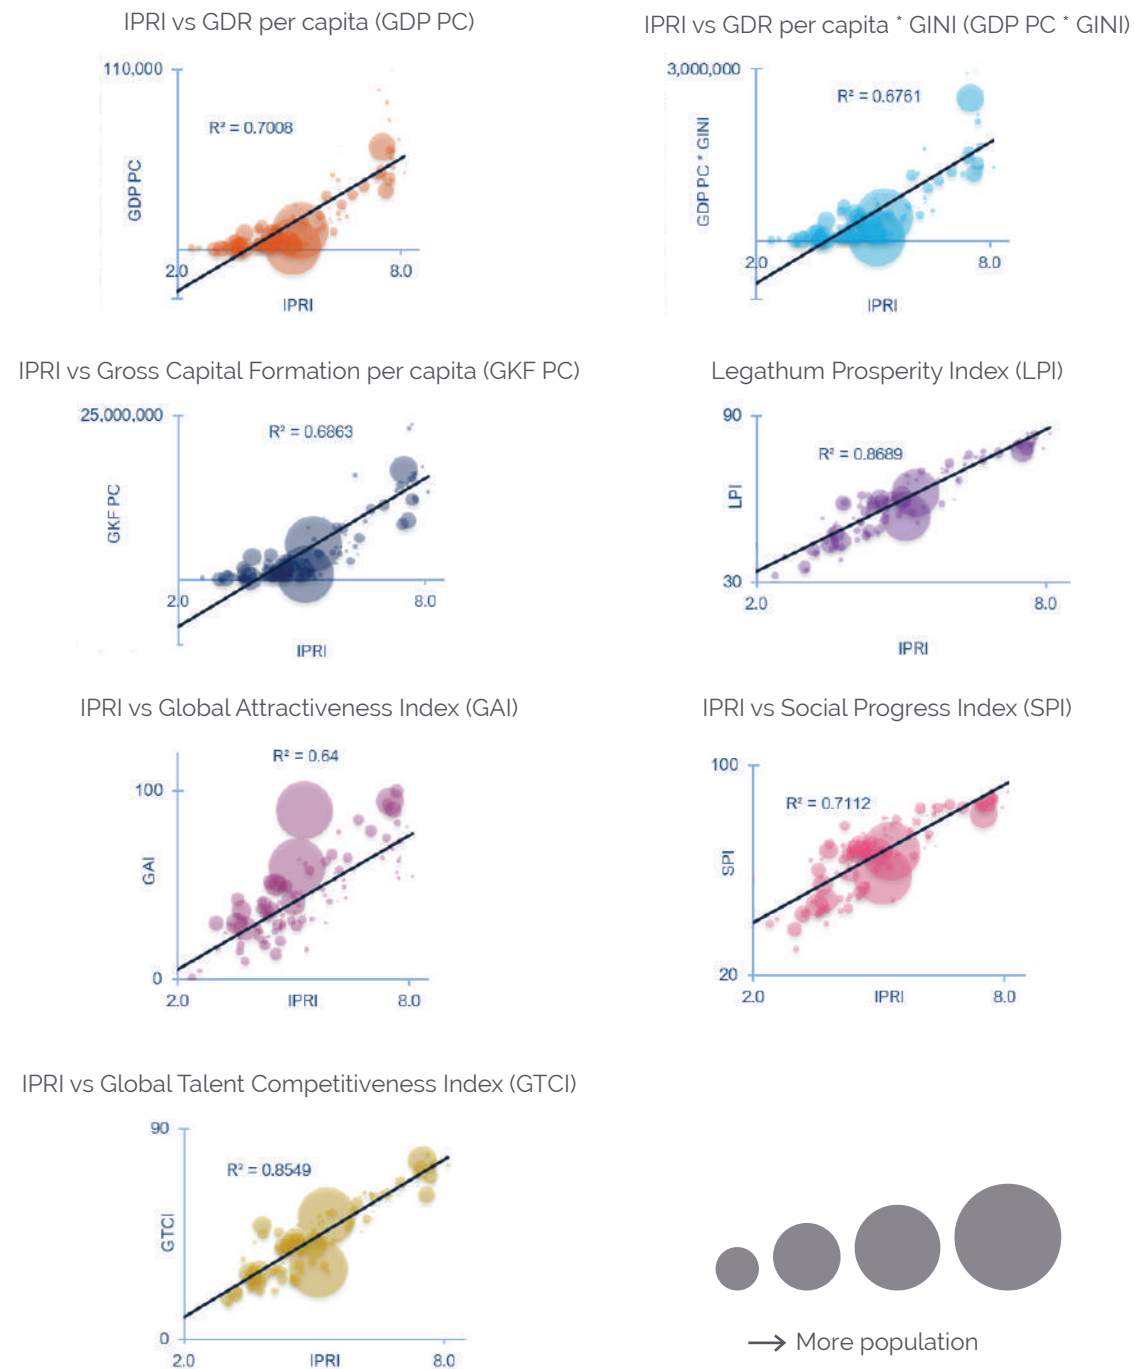 IPRI vs GDR per capita (GDP PC)
110,000
R² = 0.7008
GDP PC
2.0
8.0
IPRI
IPRI vs GDR per capita * GINI (GDP PC * GINI)
3,000,000
R² = 0.6761
GDP PC * GINI
2.0
8.0
IPRI
IPRI vs Gross Capital Formation per capita (GKF PC)
25,000,000
R² = 0.6863
GKF PC
2.0
8.0
IPRI
Legathum Prosperity Index (LPI)
90
R² = 0.8689
LPI
30
2.0
8.0
IPRI
IPRI vs Global Attractiveness Index (GAI)
R² = 0.64
100
GAI
0
2.0
IPRI
8.0
IPRI vs Social Progress Index (SPI)
100
R² = 0.7112
SPI
20
2.0
IPRI
8.0
IPRI vs Global Talent Competitiveness Index (GTCI)
90
R² = 0.8549
GTCI
0
2.0
IPRI
8.0
More population